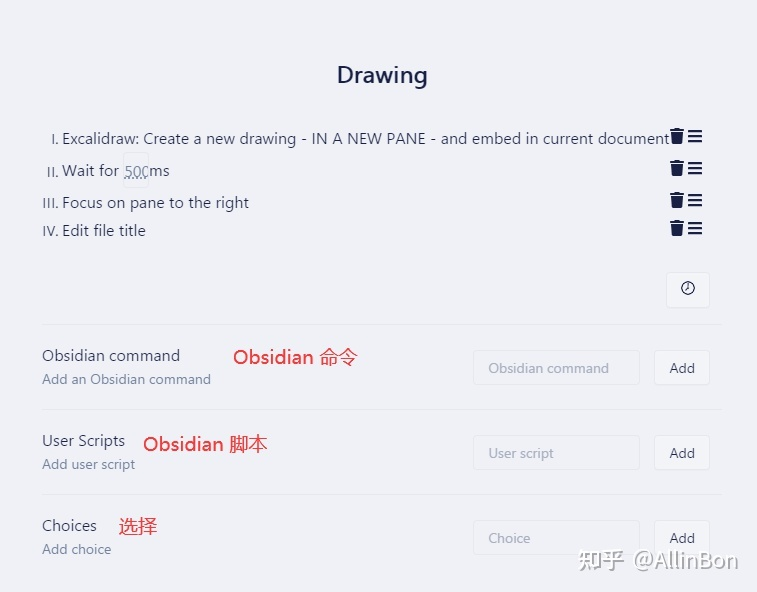 Drawing
I. Excalidraw: Create a new drawing - IN A NEW PANE - and embed in current document
II. Wait for 500ms
III. Focus on pane to the right
IV. Edit file title
Obsidian command Obsidian 命令 Obsidian command Add
Add an Obsidian command
User Scripts Obsidian 脚本 User script Add
Add user script
Choices 选择 Choice Add
Add choice
知乎 @AllinBon